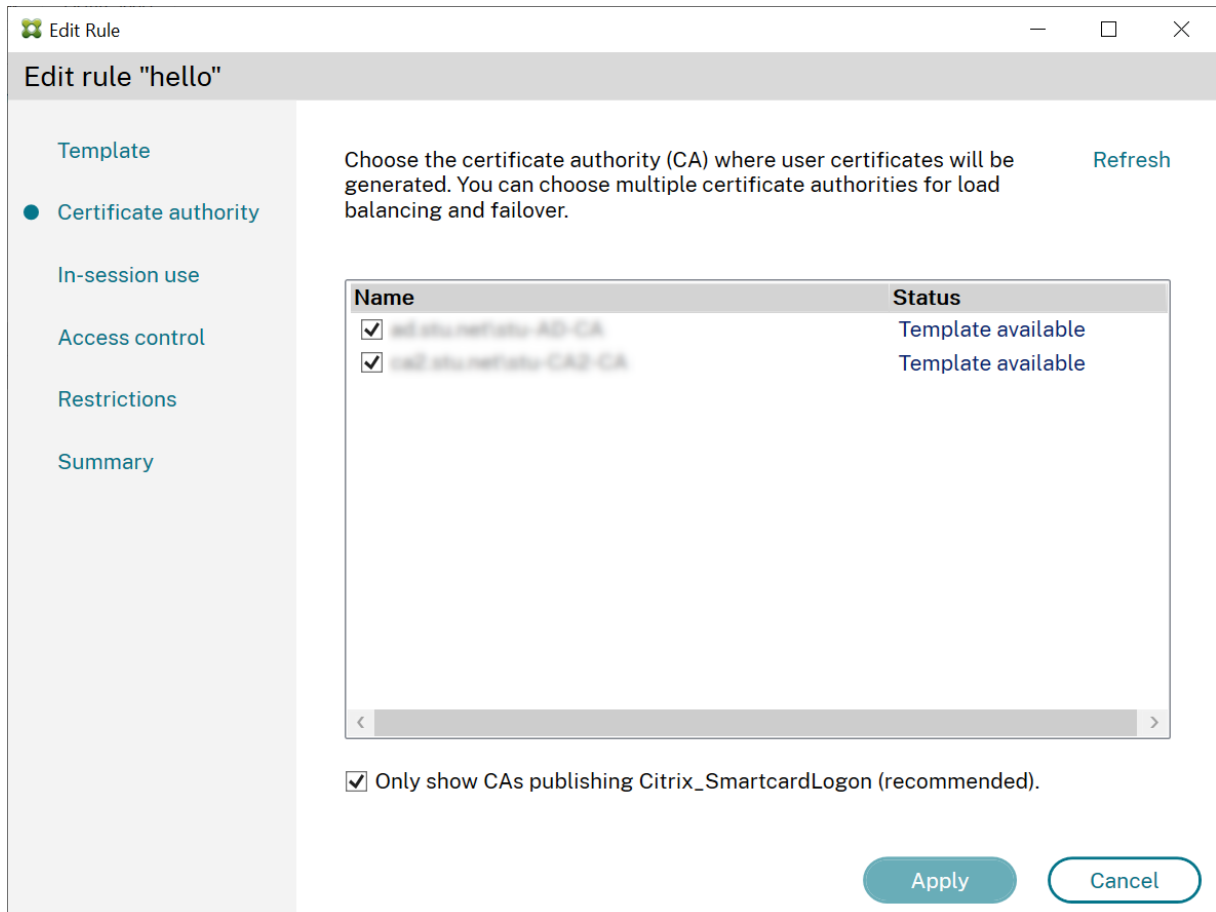 Edit Rule
Edit rule "hello"
Template
Certificate authority
In-session use
Access control
Restrictions
Summary
Choose the certificate authority (CA) where user certificates will be
generated. You can choose multiple certificate authorities for load
balancing and failover.
Refresh
Name Status
Template available
Template available
Only show CAs publishing Citrix_SmartcardLogon (recommended).
Apply Cancel